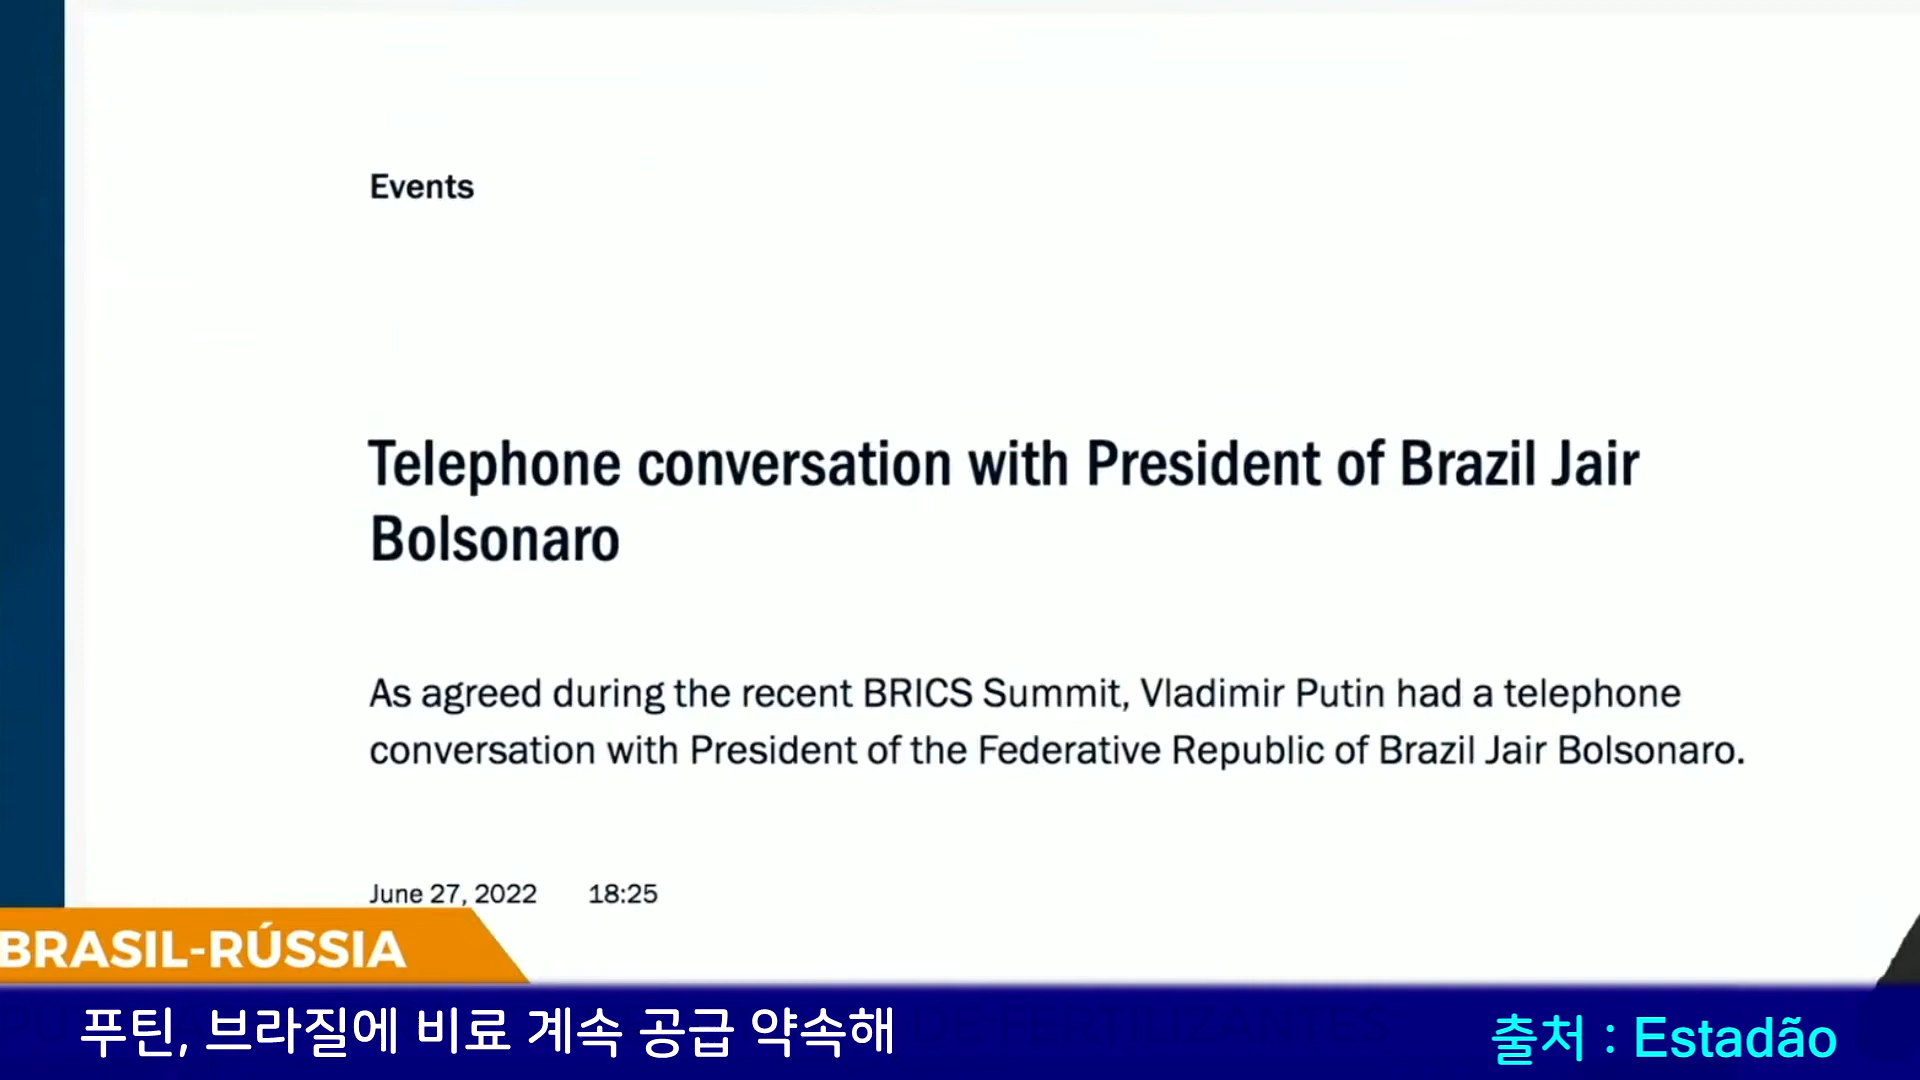 Events
Telephone conversation with President of Brazil Jair
Bolsonaro
As agreed during the recent BRICS Summit, Vladimir Putin had a telephone
conversation with President of the Federative Republic of Brazil Jair Bolsonaro.
June 27, 2022 18:25
BRASIL-RÚSSIA
푸틴, 브라질에 비료 계속 공급 약속해
출처 : Estadão